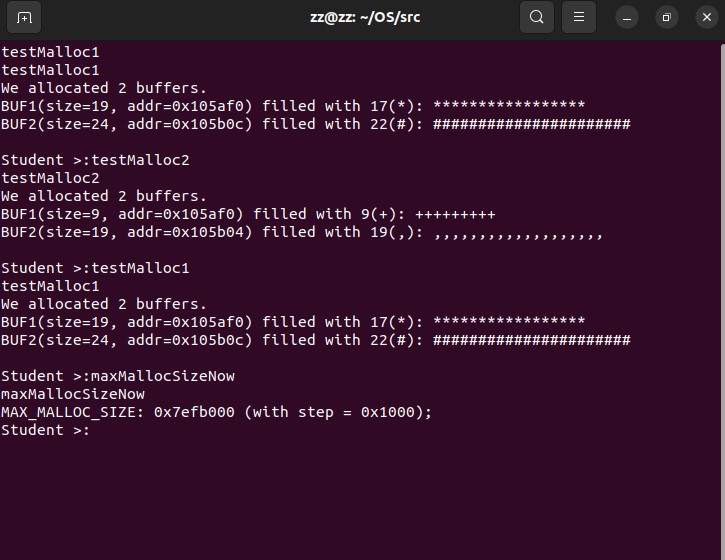 zz@zz: ~/OS/src
testMalloc1
testMalloc1
We allocated 2 buffers.
BUF1(size=19, addr=0x105af0) filled with 17(*): *****************
BUF2(size=24, addr=0x105b0c) filled with 22(#): ######################
Student >:testMalloc2
testMalloc2
We allocated 2 buffers.
BUF1(size=9, addr=0x105af0) filled with 9(+): +++++++++
BUF2(size=19, addr=0x105b04) filled with 19(,): ,,,,,,,,,,,,,,,,,,,
Student >:testMalloc1
testMalloc1
We allocated 2 buffers.
BUF1(size=19, addr=0x105af0) filled with 17(*): *****************
BUF2(size=24, addr=0x105b0c) filled with 22(#): ######################
Student >:maxMallocSizeNow
maxMallocSizeNow
MAX_MALLOC_SIZE: 0x7efb000 (with step = 0x1000);
Student >: